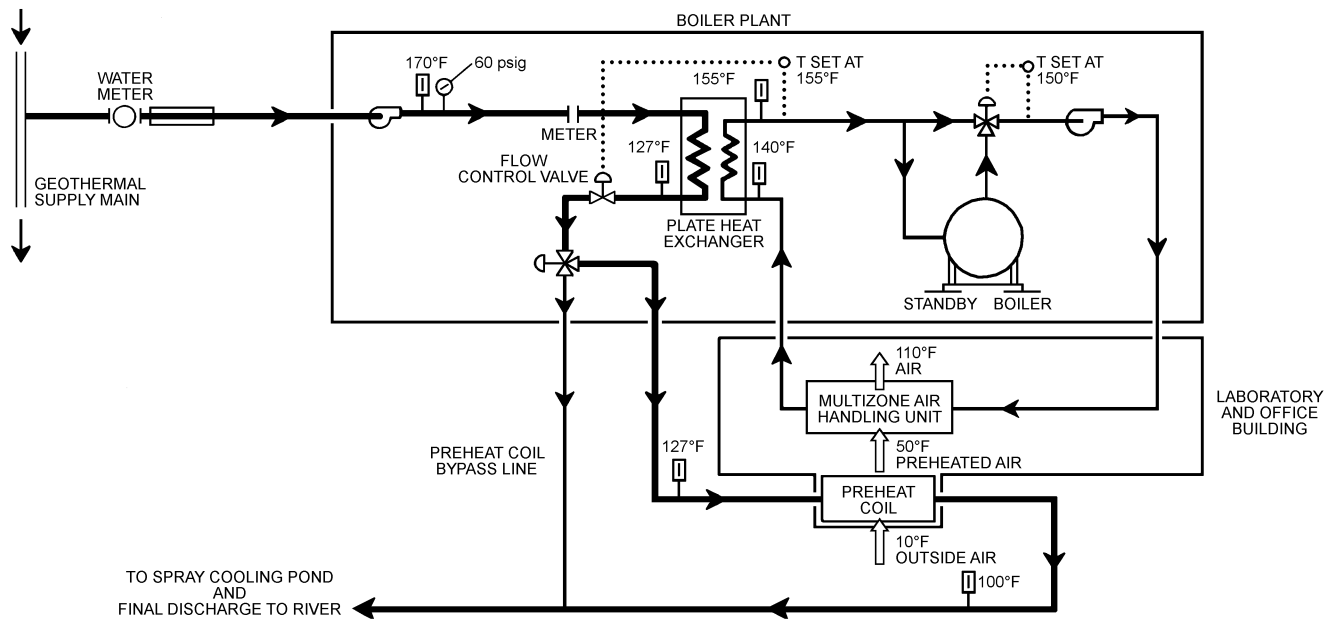 BOILER PLANT
170°F
60 psig
T SET AT
155°F
T SET AT
150°F
WATER
METER
155°F
METER
127°F
140°F
FLOW
CONTROL VALVE
GEOTHERMAL
SUPPLY MAIN
PLATE HEAT
EXCHANGER
STANDBY BOILER
110°F
AIR
MULTIZONE AIR
HANDLING UNIT
LABORATORY
AND OFFICE
BUILDING
50°F
PREHEATED AIR
127°F
PREHEAT COIL
BYPASS LINE
PREHEAT
COIL
10°F
OUTSIDE AIR
100°F
TO SPRAY COOLING POND
AND
FINAL DISCHARGE TO RIVER